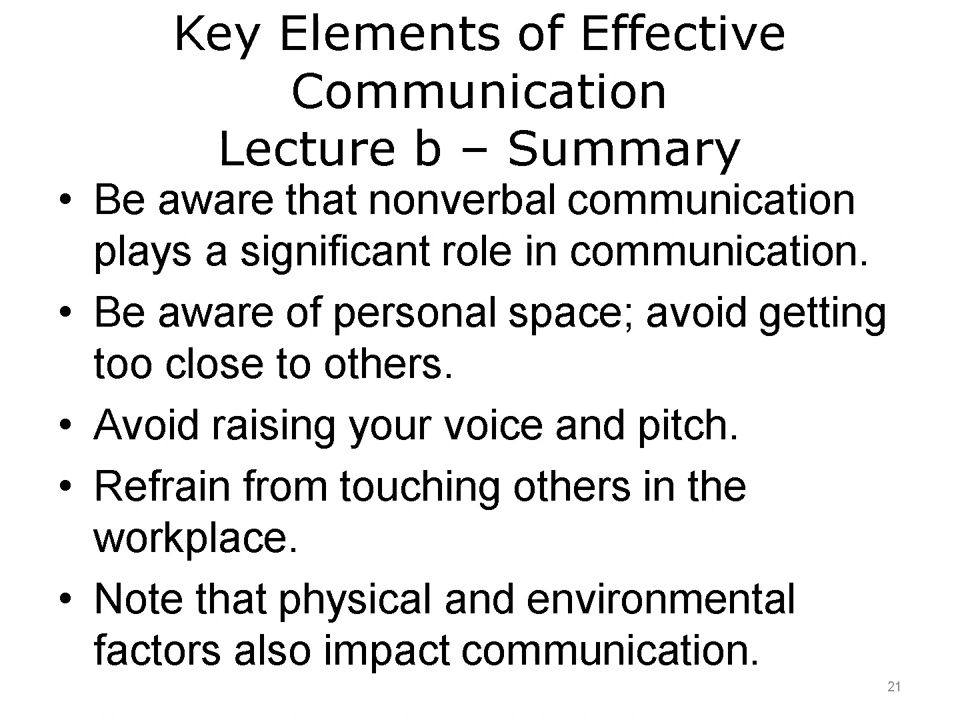 Key Elements of Effective
Communication
Lecture b – Summary
• Be aware that nonverbal communication
plays a significant role in communication.
• Be aware of personal space; avoid getting
too close to others.
• Avoid raising your voice and pitch.
• Refrain from touching others in the
workplace.
• Note that physical and environmental
factors also impact communication.
21